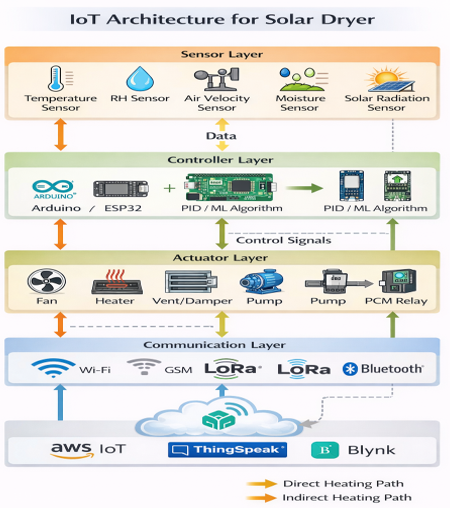 IoT Architecture for Solar Dryer
Sensor Layer
Temperature Sensor
RH Sensor
Air Velocity Sensor
Moisture Sensor
Solar Radiation Sensor
Data
Controller Layer
ARDUINO
Arduino / ESP32
+
PID / ML Algorithm
PID / ML Algorithm
Control Signals
Actuator Layer
Fan
Heater
Vent/Damper
Pump
Pump
PCM Relay
Communication Layer
Wi-Fi
GSM
LoRa
LoRa
Bluetooth
aws IoT
ThingSpeak
B Blynk
Direct Heating Path
Indirect Heating Path